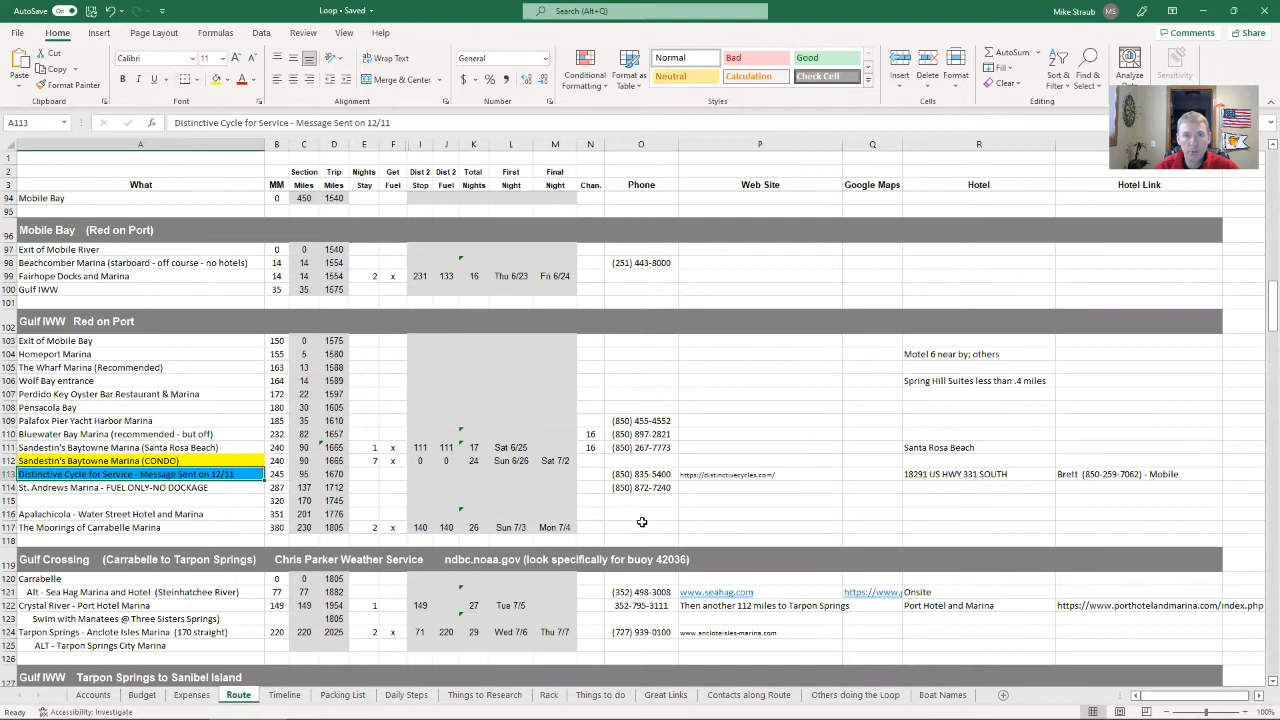 AutoSave On Loop • Saved Search (Alt+Q) Mike Straub MS
File Home Insert Page Layout Formulas Data Review View Help Comments Share
Paste Cut Copy Format Painter Clipboard
Calibri 11 B I U A Font
Merge & Center Alignment
General $ % , Number
Conditional Formatting Format as Table
Normal Bad Good
Neutral Calculation Check Cell
Styles
Insert Delete Format Cells
AutoSum Fill Clear Sort & Filter Find & Select Editing
Analyze Data Sensitivity
A113 fx Distinctive Cycle for Service - Message Sent on 12/11
A B C D E F I J K L M N O P Q R
1
2 Section Trip Nights Get Dist 2 Dist 2 Total First Final
3 What MM Miles Miles Stay Fuel Stop Fuel Nights Night Night Chan. Phone Web Site Google Maps Hotel Hotel Link
94 Mobile Bay 0 450 1540
95
96 Mobile Bay (Red on Port)
97 Exit of Mobile River 0 0 1540
98 Beachcomber Marina (starboard - off course - no hotels) 14 14 1554 (251) 443-8000
99 Fairhope Docks and Marina 14 14 1554 2 x 231 133 16 Thu 6/23 Fri 6/24
100 Gulf IWW 35 35 1575
101
102 Gulf IWW Red on Port
103 Exit of Mobile Bay 150 0 1575
104 Homeport Marina 155 5 1580 Motel 6 near by; others
105 The Wharf Marina (Recommended) 163 13 1588
106 Wolf Bay entrance 164 14 1589 Spring Hill Suites less than .4 miles
107 Perdido Key Oyster Bar Restaurant & Marina 172 22 1597
108 Pensacola Bay 180 30 1605
109 Palafox Pier Yacht Harbor Marina 185 35 1610 (850) 455-4552
110 Bluewater Bay Marina (recommended - but off) 232 82 1657 16 (850) 897-2821
111 Sandestin's Baytowne Marina (Santa Rosa Beach) 240 90 1665 1 x 111 111 17 Sat 6/25 16 (850) 267-7773 Santa Rosa Beach
112 Sandestin's Baytowne Marina (CONDO) 240 90 1665 7 x 0 0 24 Sun 6/26 Sat 7/2
113 Distinctive Cycle for Service - Message Sent on 12/11 245 95 1670 (850) 835-5400 https://distinctivecycles.com/ 18291 US HWY 331 SOUTH Brett (850-259-7062) - Mobile
114 St. Andrews Marina - FUEL ONLY-NO DOCKAGE 287 137 1712 (850) 872-7240
320 170 1745
116 Apalachicola - Water Street Hotel and Marina 351 201 1776
117 The Moorings of Carrabelle Marina 380 230 1805 2 x 140 140 26 Sun 7/3 Mon 7/4
118
119 Gulf Crossing (Carrabelle to Tarpon Springs) Chris Parker Weather Service ndbc.noaa.gov (look specifically for buoy 42036)
120 Carrabelle 0 0 1805
121 Alt - Sea Hag Marina and Hotel (Steinhatchee River) 77 77 1882 (352) 498-3008 www.seahag.com https://www. Onsite
122 Crystal River - Port Hotel Marina 149 149 1954 1 149 27 Tue 7/5 352-795-3111 Then another 112 miles to Tarpon Springs Port Hotel and Marina https://www.porthotelandmarina.com/index.php
123 Swim with Manatees @ Three Sisters Springs) 1805
124 Tarpon Springs - Anclote Isles Marina (170 straight) 220 220 2025 2 x 71 220 29 Wed 7/6 Thu 7/7 (727) 939-0100 www.ancloteisles-marina.com
125 ALT - Tarpon Springs City Marina
126
127 Gulf IWW Tarpon Springs to Sanibel Island
Accounts Budget Expenses Route Timeline Packing List Daily Steps Things to Research Rack Things to do Great Links Contacts along Route Others doing the Loop Boat Names
Ready Accessibility: Investigate 100%